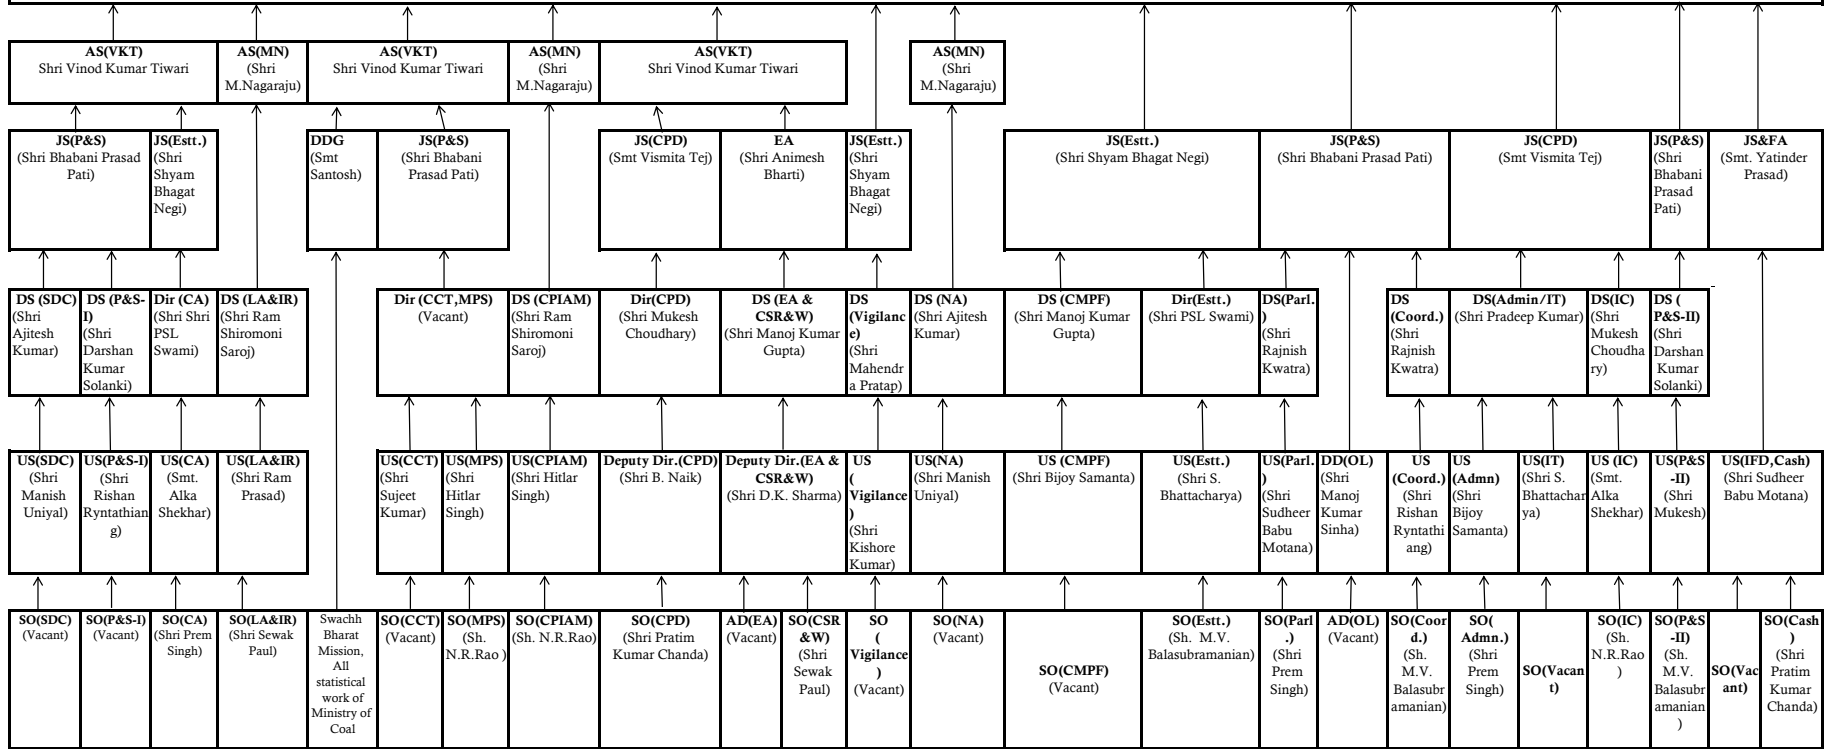 AS(VKT)
Shri Vinod Kumar Tiwari
AS(MN)
(Shri
M.Nagaraju)
AS(VKT)
Shri Vinod Kumar Tiwari
AS(MN)
(Shri
M.Nagaraju)
AS(VKT)
Shri Vinod Kumar Tiwari
AS(MN)
(Shri
M.Nagaraju)
JS(P&S)
(Shri Bhabani Prasad
Pati)
JS(Estt.)
(Shri
Shyam
Bhagat
Negi)
DDG
(Smt
Santosh)
JS(P&S)
(Shri Bhabani
Prasad Pati)
JS(CPD)
(Smt Vismita Tej)
EA
(Shri Animesh
Bharti)
JS(Estt.)
(Shri
Shyam
Bhagat
Negi)
JS(Estt.)
(Shri Shyam Bhagat Negi)
JS(P&S)
(Shri Bhabani Prasad Pati)
JS(CPD)
(Smt Vismita Tej)
JS(P&S)
(Shri
Bhabani
Prasad
Pati)
JS&FA
(Smt. Yatinder
Prasad)
DS (SDC)
(Shri
Ajitesh
Kumar)
DS (P&S-
I)
(Shri
Darshan
Kumar
Solanki)
Dir (CA)
(Shri Shri
PSL
Swami)
DS (LA&IR)
(Shri Ram
Shiromoni
Saroj)
Dir (CCT,MPS)
(Vacant)
DS (CPIAM)
(Shri Ram
Shiromoni
Saroj)
Dir(CPD)
(Shri Mukesh
Choudhary)
DS (EA &
CSR&W)
(Shri Manoj Kumar
Gupta)
DS
(Vigilanc
e)
(Shri
Mahendr
a Pratap)
DS (NA)
(Shri Ajitesh
Kumar)
DS (CMPF)
(Shri Manoj Kumar
Gupta)
Dir(Estt.)
(Shri PSL Swami)
DS(Parl.
)
(Shri
Rajnish
Kwatra)
DS
(Coord.)
(Shri
Rajnish
Kwatra)
DS(Admin/IT)
(Shri Pradeep Kumar)
DS(IC)
(Shri
Mukesh
Choudha
ry)
DS (
P&S-II)
(Shri
Darshan
Kumar
Solanki)
US(SDC)
(Shri
Manish
Uniyal)
US(P&S-I)
(Shri
Rishan
Ryntathian
g)
US(CA)
(Smt.
Alka
Shekhar)
US(LA&IR)
(Shri Ram
Prasad)
US(CCT)
(Shri
Sujeet
Kumar)
US(MPS)
(Shri
Hitlar
Singh)
US(CPIAM)
(Shri Hitlar
Singh)
Deputy Dir.(CPD)
(Shri B. Naik)
Deputy Dir.(EA &
CSR&W)
(Shri D.K. Sharma)
US
(
Vigilance
)
(Shri
Kishore
Kumar)
US(NA)
(Shri Manish
Uniyal)
US (CMPF)
(Shri Bijoy Samanta)
US(Estt.)
(Shri S.
Bhattacharya)
US(Parl.
)
(Shri
Sudheer
Babu
Motana)
DD(OL)
(Shri
Manoj
Kumar
Sinha)
US
(Coord.)
(Shri
Rishan
Ryntathi
ang)
US
(Admn)
(Shri
Bijoy
Samanta)
US(IT)
(Shri S.
Bhattachar
ya)
US (IC)
(Smt.
Alka
Shekhar)
US(P&S
-II)
(Shri
Mukesh)
US(IFD,Cash)
(Shri Sudheer
Babu Motana)
SO(SDC)
(Vacant)
SO(P&S-I)
(Vacant)
SO(CA)
(Shri Prem
Singh)
SO(LA&IR)
(Shri Sewak
Paul)
Swachh
Bharat
Mission,
All
statistical
work of
Ministry of
Coal
SO(CCT)
(Vacant)
SO(MPS)
(Sh.
N.R.Rao )
SO(CPIAM)
(Sh. N.R.Rao)
SO(CPD)
(Shri Pratim
Kumar Chanda)
AD(EA)
(Vacant)
SO(CSR
&W)
(Shri
Sewak
Paul)
SO
(
Vigilance
)
(Vacant)
SO(NA)
(Vacant)
SO(CMPF)
(Vacant)
SO(Estt.)
(Sh. M.V.
Balasubramanian)
SO(Parl
.)
(Shri
Prem
Singh)
AD(OL)
(Vacant)
SO(Coor
d.)
(Sh.
M.V.
Balasubr
amanian)
SO(
Admn.)
(Shri
Prem
Singh)
SO(Vacan
t)
SO(IC)
(Sh.
N.R.Rao
)
SO(P&S
-II)
(Sh.
M.V.
Balasubr
amanian
)
SO(Vac
ant)
SO(Cash
)
(Shri
Pratim
Kumar
Chanda)